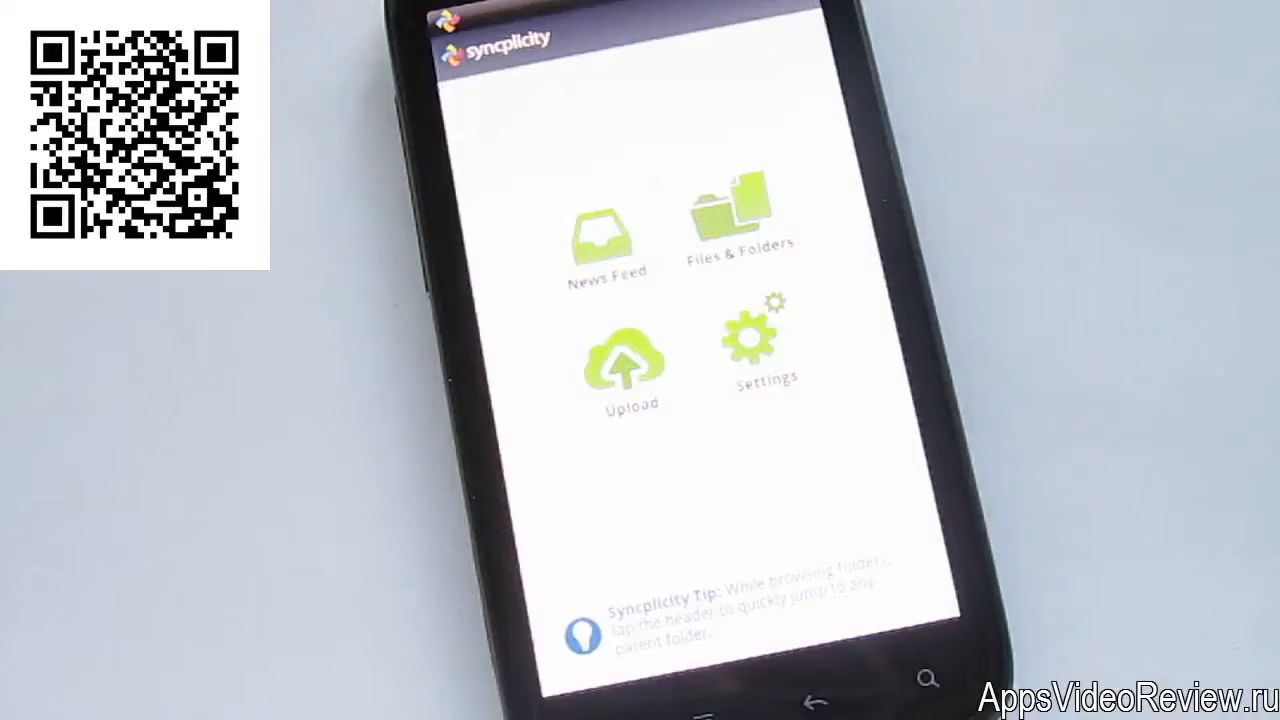 syncplicity
News Feed
Files & Folders
Upload
Settings
Syncplicity Tip: While browsing folders,
tap the header to quickly jump to any
parent folder.
AppsVideoReview.ru